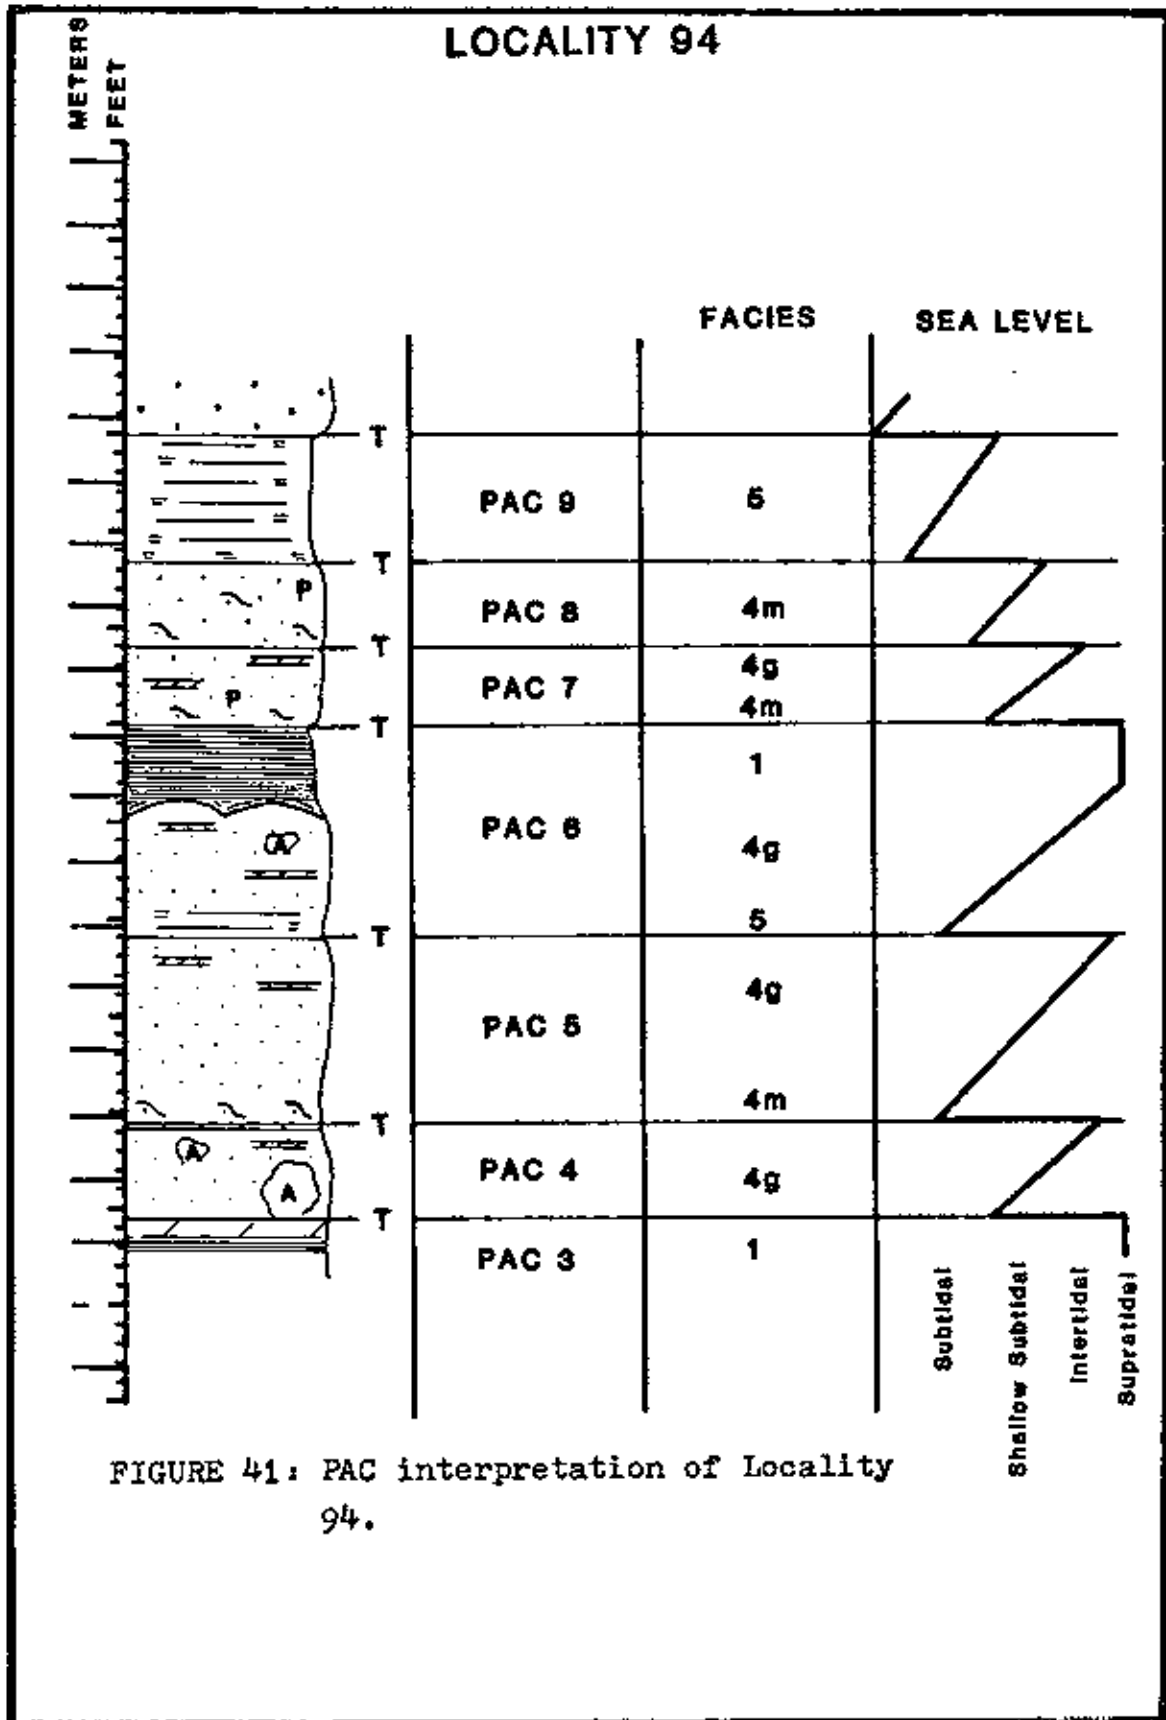 LOCALITY 94
METERS
FEET
FACIES
SEA LEVEL
T
PAC 9
5
T
P
PAC 8
4m
T
P
PAC 7
4g
4m
T
A
PAC 6
1
4g
5
T
PAC 5
4g
4m
T
A
A
PAC 4
4g
T
PAC 3
1
Subtidal
Shallow Subtidal
Intertidal
Supratidal
FIGURE 41: PAC interpretation of Locality
94.